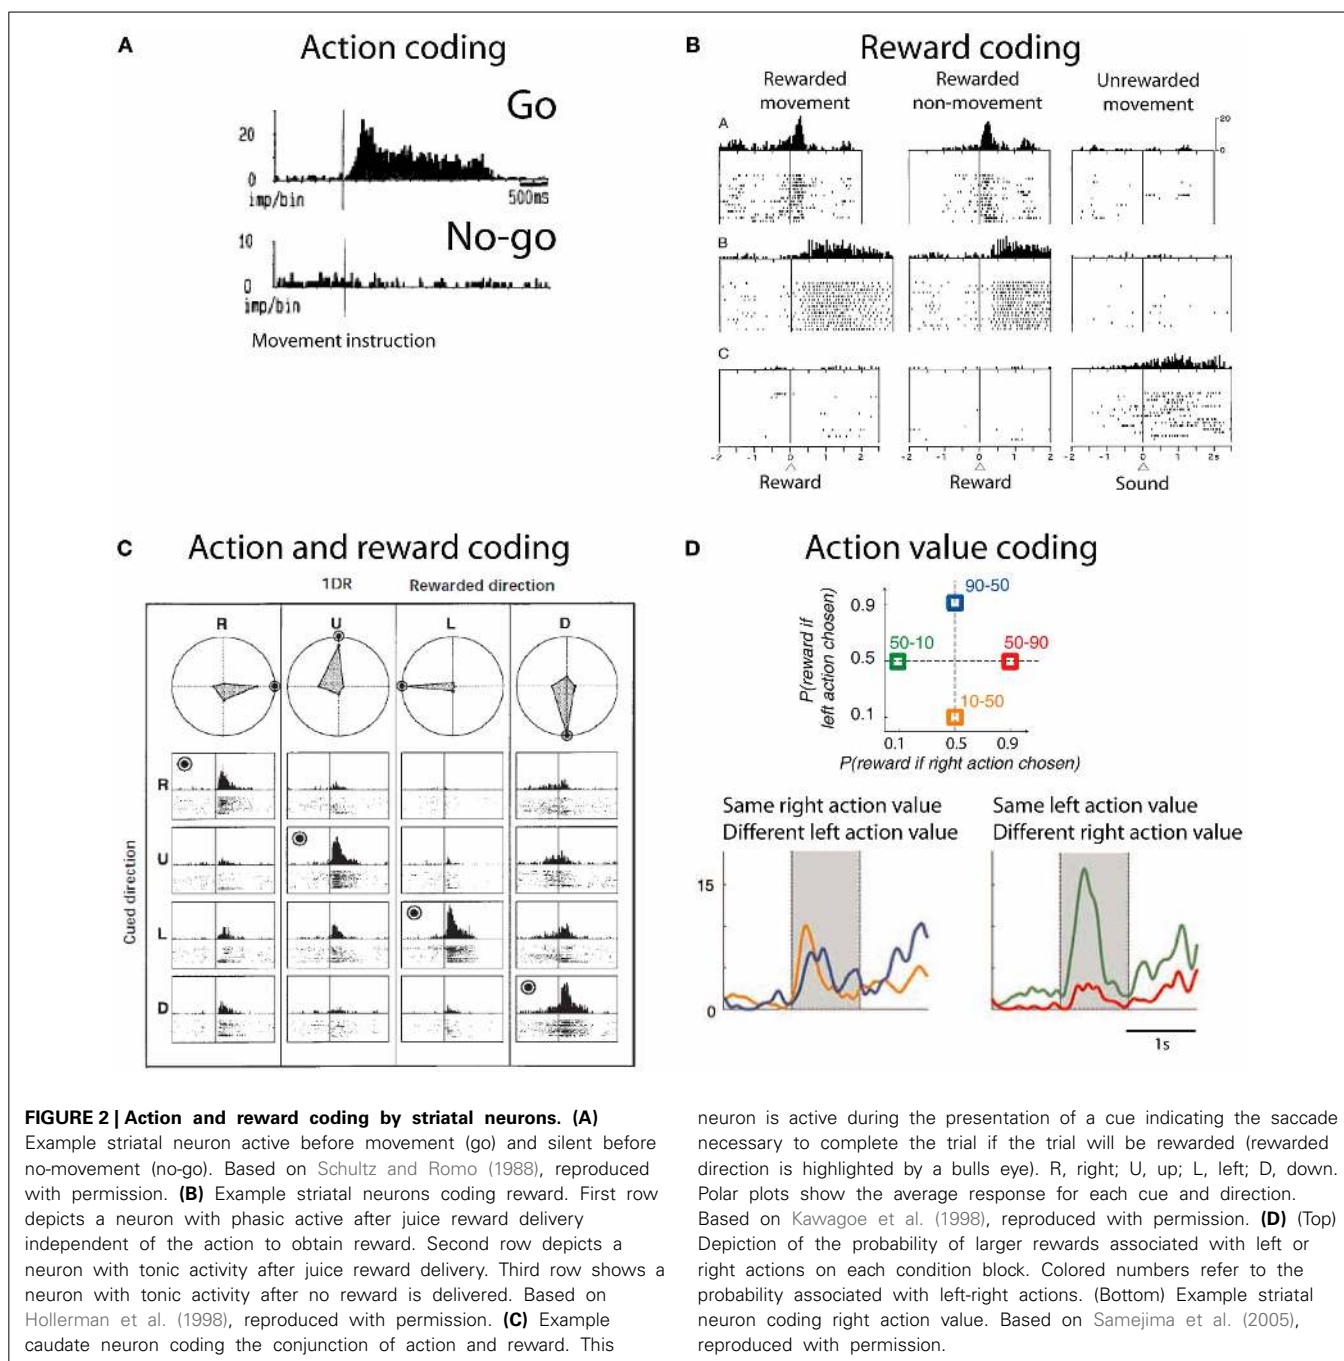 A
Action coding
Go
20
0
imp/bin
500ms
No-go
10
0
imp/bin
Movement instruction
B
Reward coding
Rewarded
movement
Rewarded
non-movement
Unrewarded
movement
A
20
0
B
C
-2 -1 0 1 2
-1 0 1 2
-1 0 1 2s
Reward
Reward
Sound
C
Action and reward coding
1DR
Rewarded direction
R
U
L
D
Cued direction
R
U
L
D
D
Action value coding
P(reward if
left action chosen)
0.9
0.5
0.1
90-50
50-10
50-90
10-50
0.1 0.5 0.9
P(reward if right action chosen)
Same right action value
Different left action value
Same left action value
Different right action value
15
0
1s
FIGURE 2 | Action and reward coding by striatal neurons. (A)
Example striatal neuron active before movement (go) and silent before
no-movement (no-go). Based on Schultz and Romo (1988), reproduced
with permission. (B) Example striatal neurons coding reward. First row
depicts a neuron with phasic active after juice reward delivery
independent of the action to obtain reward. Second row depicts a
neuron with tonic activity after juice reward delivery. Third row shows a
neuron with tonic activity after no reward is delivered. Based on
Hollerman et al. (1998), reproduced with permission. (C) Example
caudate neuron coding the conjunction of action and reward. This
neuron is active during the presentation of a cue indicating the saccade
necessary to complete the trial if the trial will be rewarded (rewarded
direction is highlighted by a bulls eye). R, right; U, up; L, left; D, down.
Polar plots show the average response for each cue and direction.
Based on Kawagoe et al. (1998), reproduced with permission. (D) (Top)
Depiction of the probability of larger rewards associated with left or
right actions on each condition block. Colored numbers refer to the
probability associated with left-right actions. (Bottom) Example striatal
neuron coding right action value. Based on Samejima et al. (2005),
reproduced with permission.